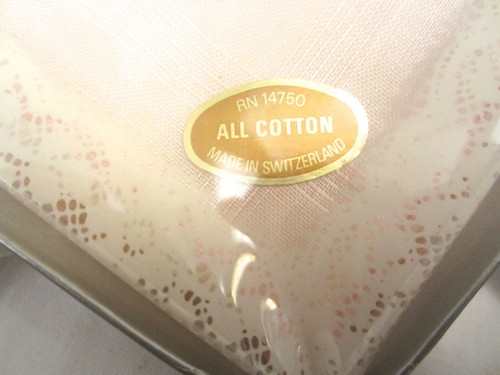 RN 14750
ALL COTTON
MADE IN SWITZERLAND